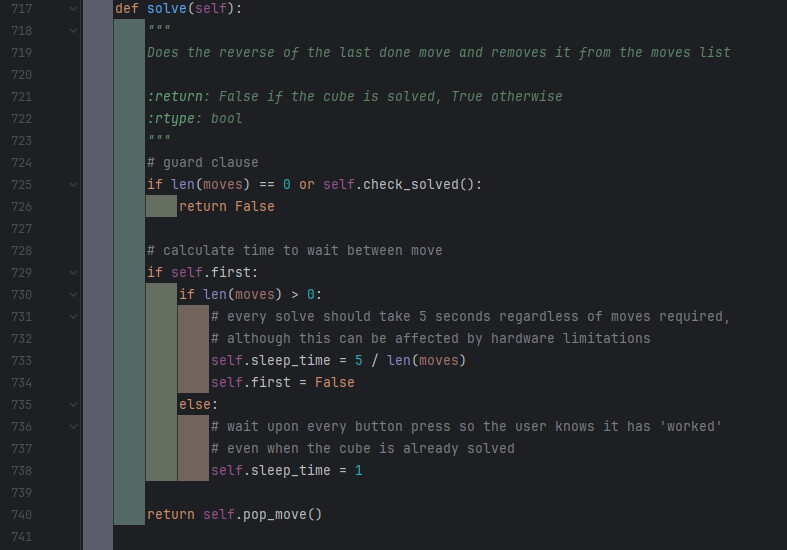 717 def solve(self):
718 """
719 Does the reverse of the last done move and removes it from the moves list
720
721 :return: False if the cube is solved, True otherwise
722 :rtype: bool
723 """
724 # guard clause
725 if len(moves) == 0 or self.check_solved():
726 return False
727
728 # calculate time to wait between move
729 if self.first:
730 if len(moves) > 0:
731 # every solve should take 5 seconds regardless of moves required,
732 # although this can be affected by hardware limitations
733 self.sleep_time = 5 / len(moves)
734 self.first = False
735 else:
736 # wait upon every button press so the user knows it has 'worked'
737 # even when the cube is already solved
738 self.sleep_time = 1
739
740 return self.pop_move()
741